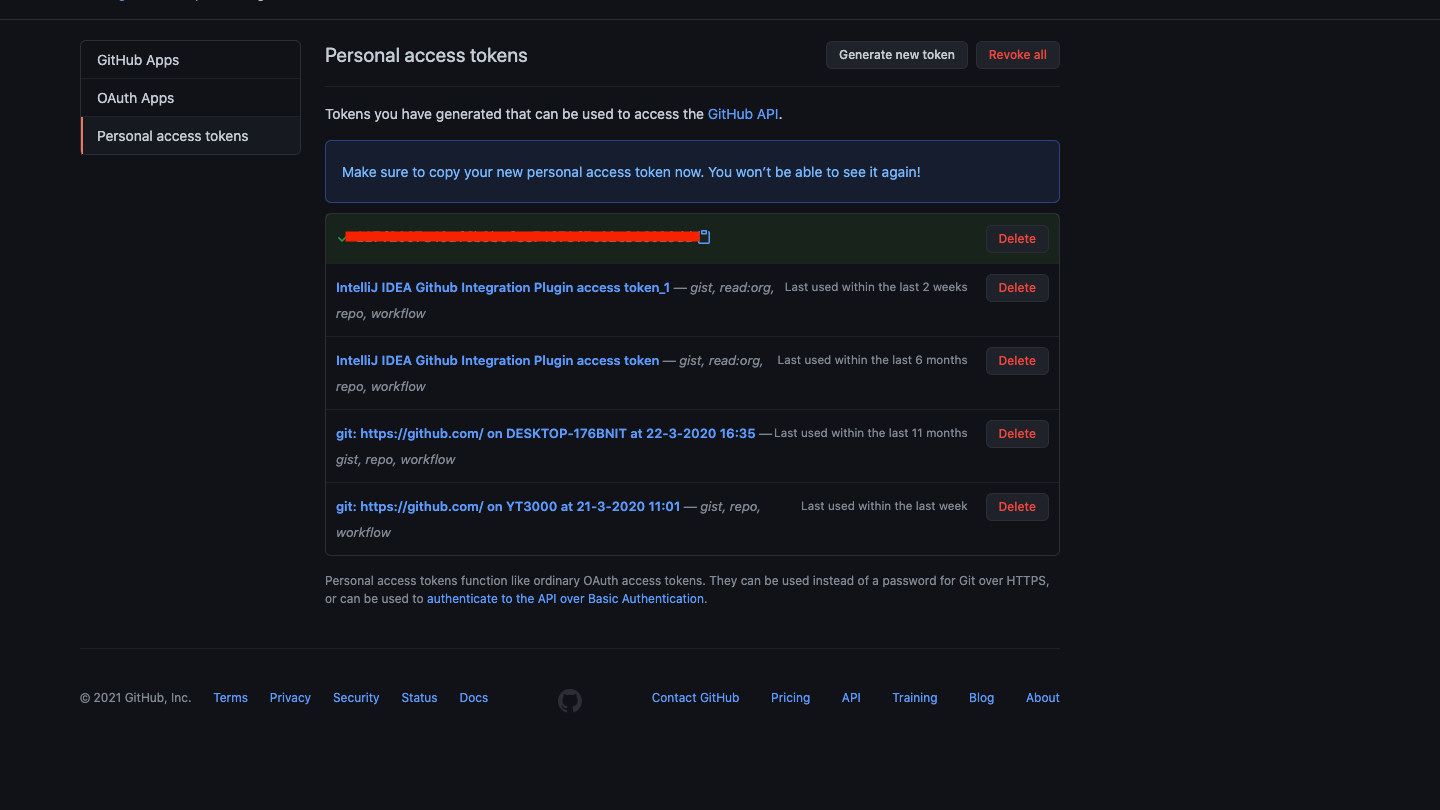 GitHub Apps
OAuth Apps
Personal access tokens
Personal access tokens
Generate new token
Revoke all
Tokens you have generated that can be used to access the GitHub API.
Make sure to copy your new personal access token now. You won’t be able to see it again!
Delete
IntelliJ IDEA Github Integration Plugin access token_1 — gist, read:org,
repo, workflow
Last used within the last 2 weeks
Delete
IntelliJ IDEA Github Integration Plugin access token — gist, read:org,
repo, workflow
Last used within the last 6 months
Delete
git: https://github.com/ on DESKTOP-176BNIT at 22-3-2020 16:35 —
gist, repo, workflow
Last used within the last 11 months
Delete
git: https://github.com/ on YT3000 at 21-3-2020 11:01 — gist, repo,
workflow
Last used within the last week
Delete
Personal access tokens function like ordinary OAuth access tokens. They can be used instead of a password for Git over HTTPS,
or can be used to authenticate to the API over Basic Authentication.
© 2021 GitHub, Inc.
Terms
Privacy
Security
Status
Docs
Contact GitHub
Pricing
API
Training
Blog
About